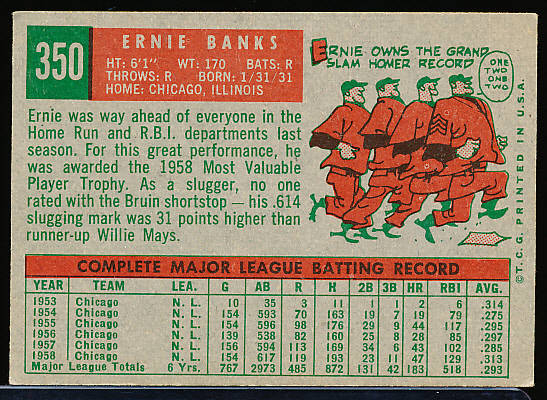 350
ERNIE BANKS
HT: 6'1" WT: 170 BATS: R
THROWS: R BORN: 1/31/31
HOME: CHICAGO, ILLINOIS
ERNIE OWNS THE GRAND
SLAM HOMER RECORD
ONE
TWO
ONE
TWO
Ernie was way ahead of everyone in the
Home Run and R.B.I. departments last
season. For this great performance, he
was awarded the 1958 Most Valuable
Player Trophy. As a slugger, no one
rated with the Bruin shortstop — his .614
slugging mark was 31 points higher than
runner-up Willie Mays.
©T.C.G. PRINTED IN U.S.A.
COMPLETE MAJOR LEAGUE BATTING RECORD
YEAR TEAM LEA. G AB R H 2B 3B HR RBI AVG.
1953 Chicago N. L. 10 35 3 11 1 1 2 6 .314
1954 Chicago N. L. 154 593 70 163 19 7 19 79 .275
1955 Chicago N. L. 154 596 98 176 29 9 44 117 .295
1956 Chicago N. L. 139 538 82 160 25 8 28 85 .297
1957 Chicago N. L. 156 594 113 169 34 6 43 102 .285
1958 Chicago N. L. 154 617 119 193 23 11 47 129 .313
Major League Totals 6 Yrs. 767 2973 485 872 131 42 183 518 .293